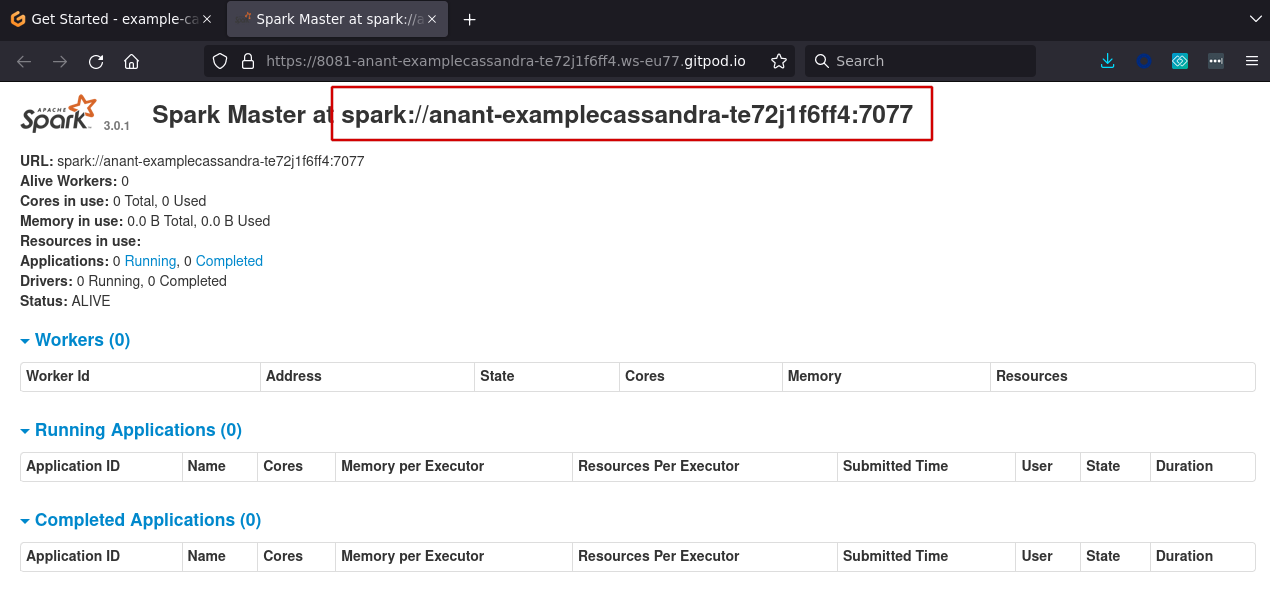 Get Started - example-ca
Spark Master at spark://a
https://8081-anant-examplecassandra-te72j1f6ff4.ws-eu77.gitpod.io
Search
APACHE
Spark 3.0.1
Spark Master at spark://anant-examplecassandra-te72j1f6ff4:7077
URL: spark://anant-examplecassandra-te72j1f6ff4:7077
Alive Workers: 0
Cores in use: 0 Total, 0 Used
Memory in use: 0.0 B Total, 0.0 B Used
Resources in use:
Applications: 0 Running, 0 Completed
Drivers: 0 Running, 0 Completed
Status: ALIVE
Workers (0)
Worker Id Address State Cores Memory Resources
Running Applications (0)
Application ID Name Cores Memory per Executor Resources Per Executor Submitted Time User State Duration
Completed Applications (0)
Application ID Name Cores Memory per Executor Resources Per Executor Submitted Time User State Duration